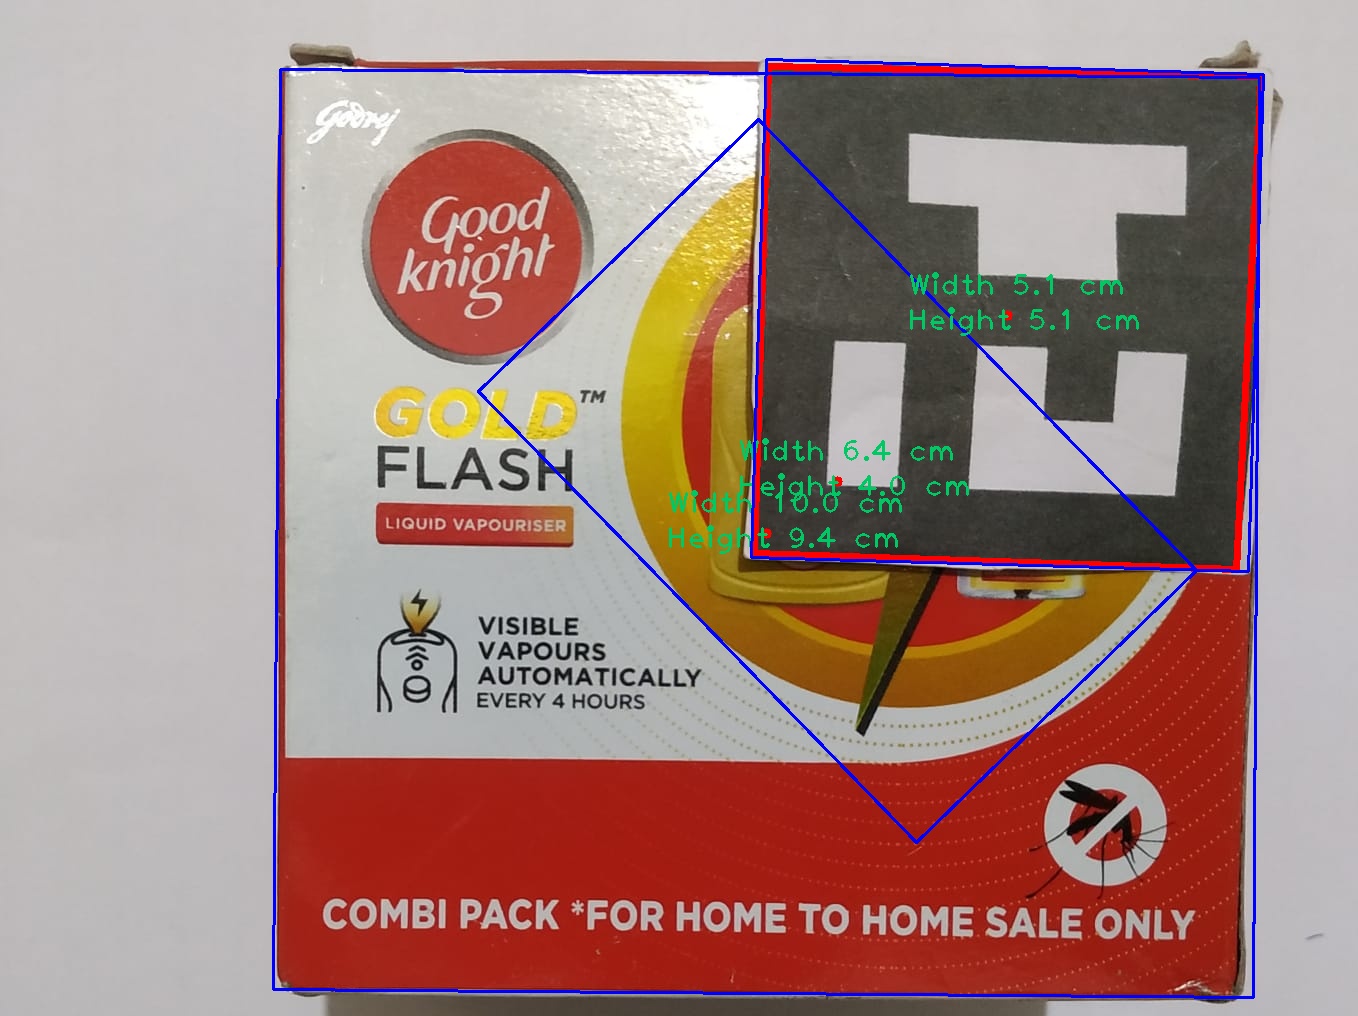 Godrej
Good
knight
GOLD™
FLASH
LIQUID VAPOURISER
VISIBLE
VAPOURS
AUTOMATICALLY
EVERY 4 HOURS
Width 5.1 cm
Height 5.1 cm
Width 6.4 cm
Height 4.0 cm
Width 10.0 cm
Height 9.4 cm
COMBI PACK *FOR HOME TO HOME SALE ONLY